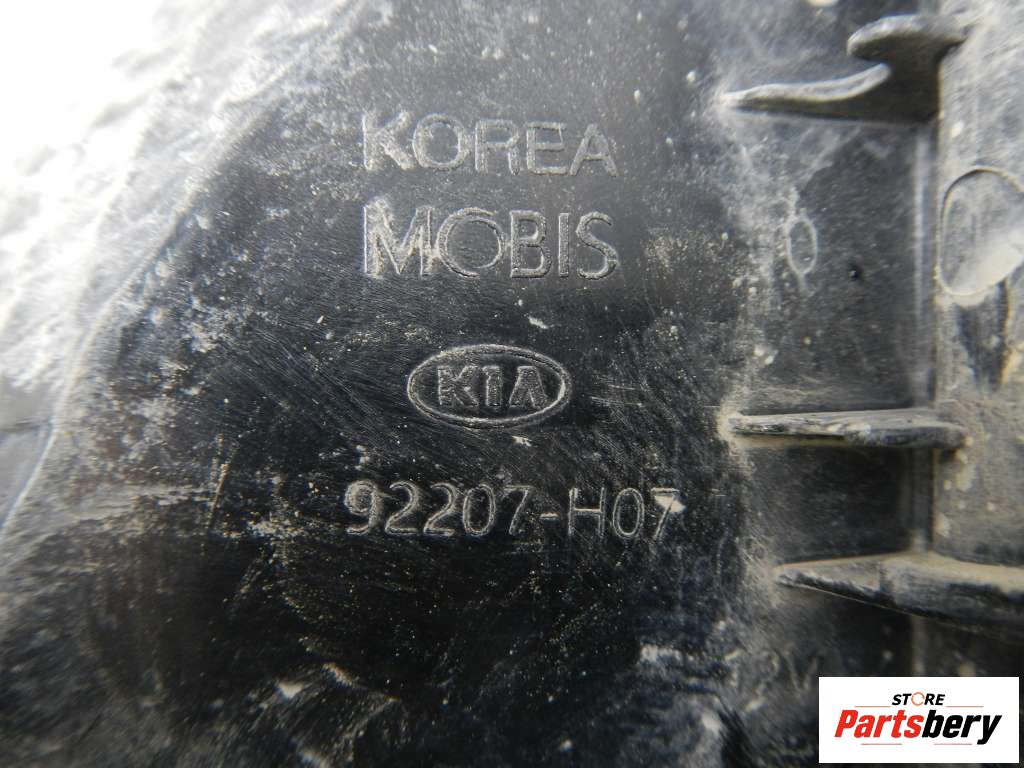 KOREA
MOBIS
KIA
92207-H07
STORE
Partsbery